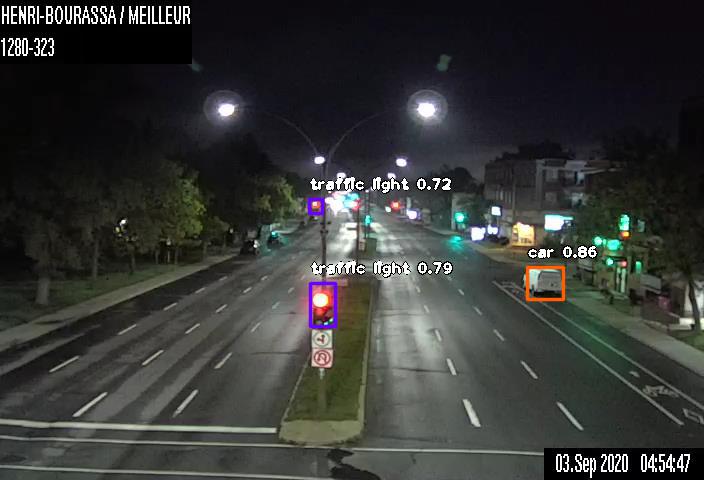 HENRI-BOURASSA / MEILLEUR
1280-323
traffic light 0.72
car 0.86
traffic light 0.79
03.Sep 2020 04:54:47